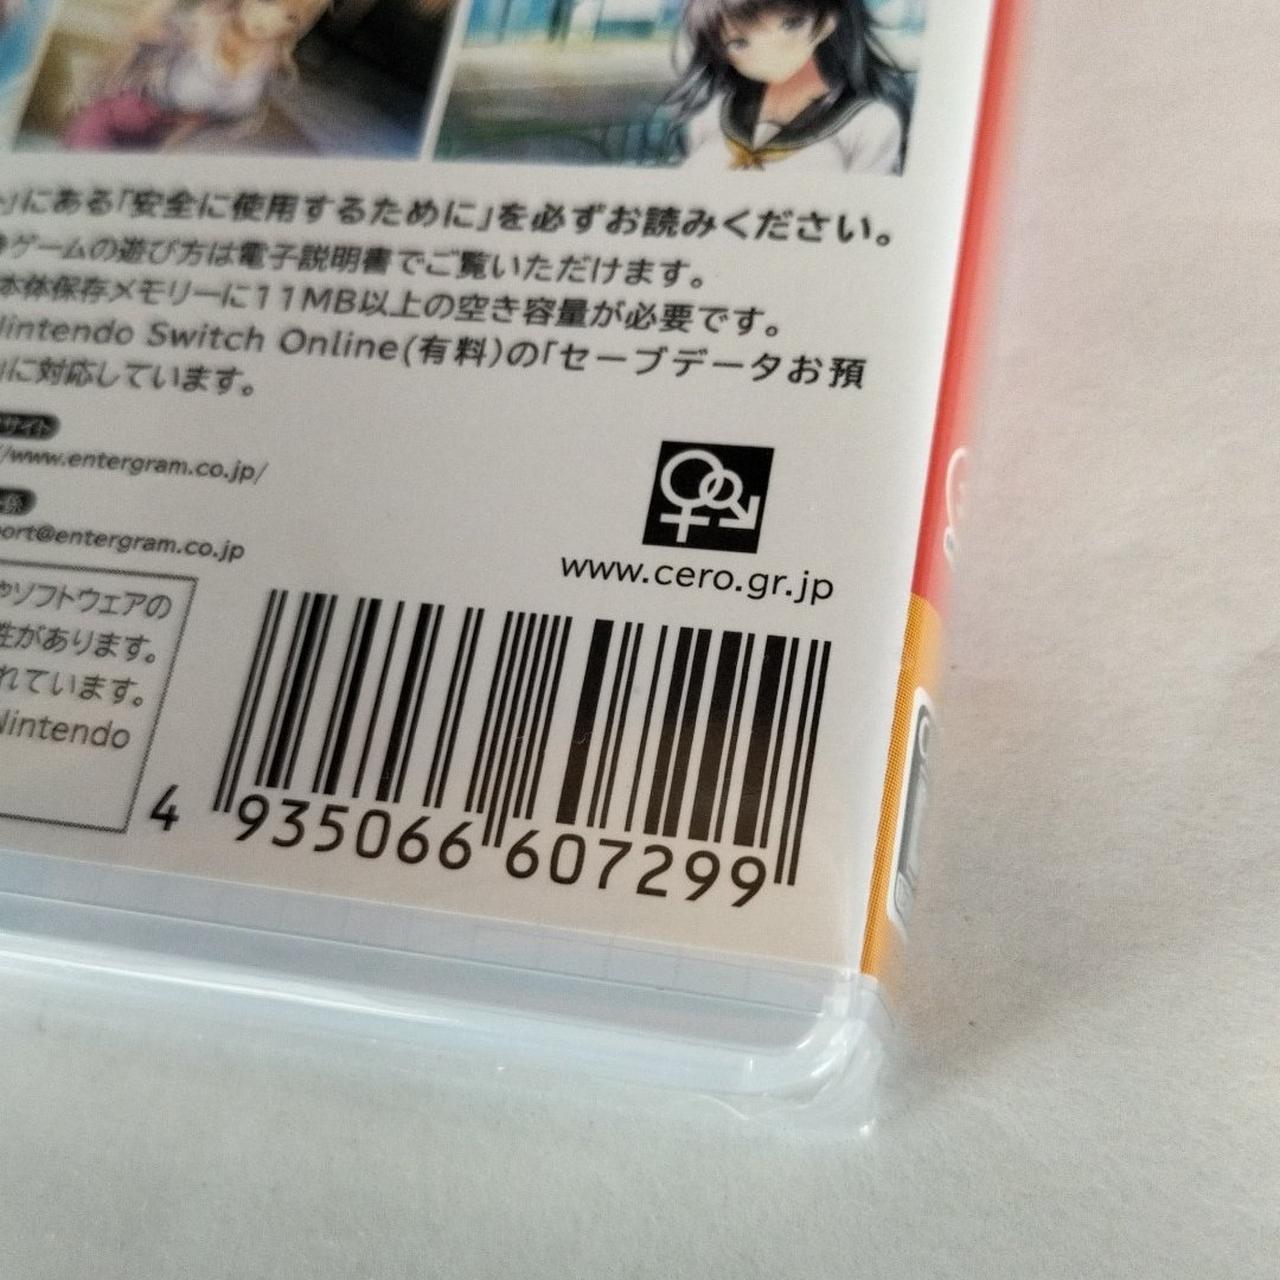 」にある「安全に使用するために」を必ずお読みください。
ゲームの遊び方は電子説明書でご覧いただけます。
本体保存メモリーに11MB以上の空き容量が必要です。
Nintendo Switch Online(有料)の「セーブデータお預
」に対応しています。
サイト
/www.entergram.co.jp/
port@entergram.co.jp
www.cero.gr.jp
やソフトウェアの
性があります。
れています。
Nintendo
4 935066 607299